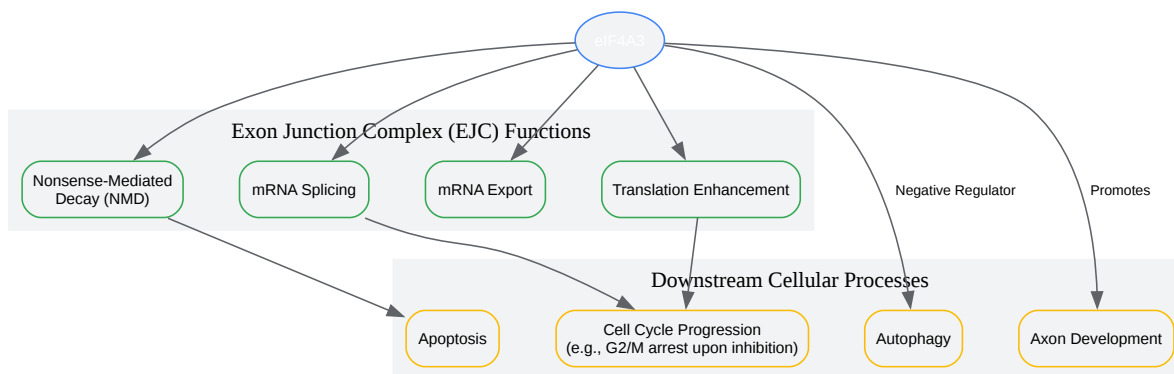 eIF4A3
Exon Junction Complex (EJC) Functions
Nonsense-Mediated
Decay (NMD)
mRNA Splicing
mRNA Export
Translation Enhancement
Negative Regulator
Promotes
Downstream Cellular Processes
Apoptosis
Cell Cycle Progression
(e.g., G2/M arrest upon inhibition)
Autophagy
Axon Development